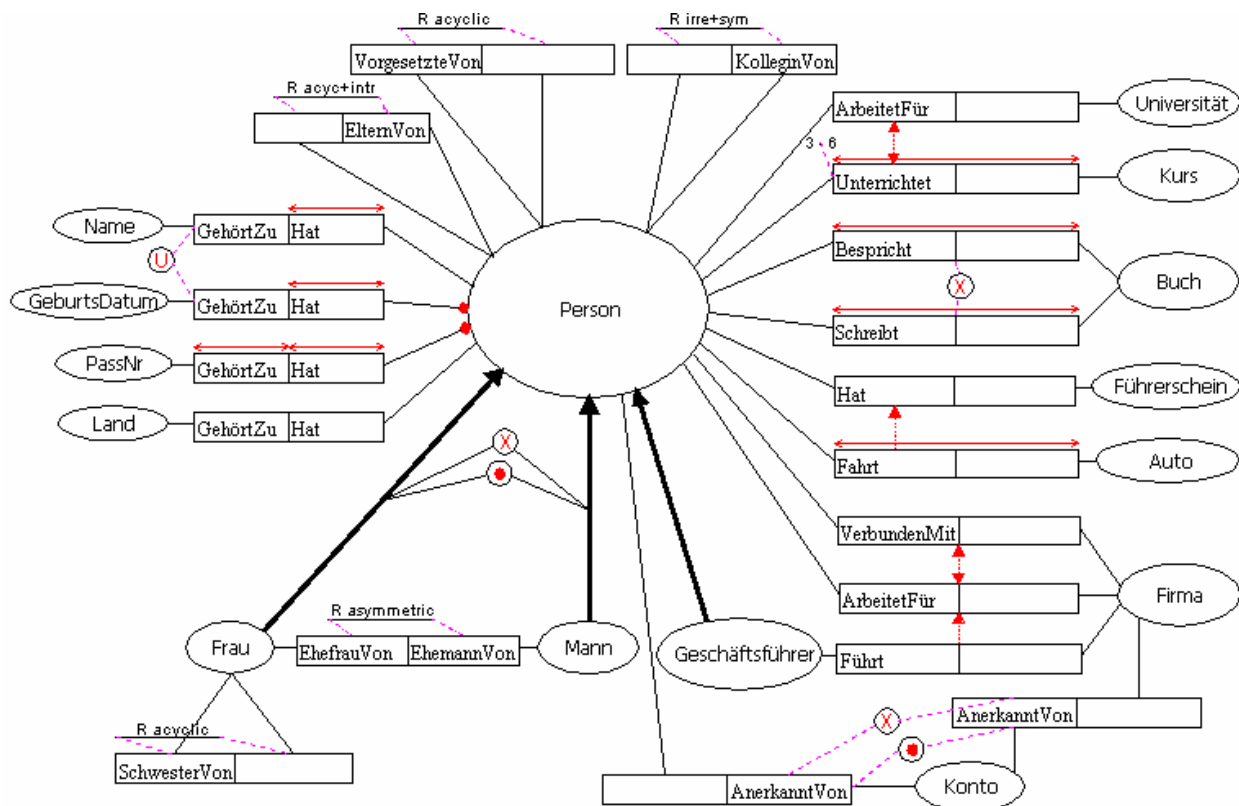 R acyclic
VorgesetzteVon
R irre+sym
KolleginVon
R acyc+intr
ElternVon
ArbeitetFür
Universität
3 - 6
Unterrichtet
Kurs
Name
GehörtZu Hat
U
GeburtsDatum
GehörtZu Hat
PassNr
GehörtZu Hat
Land
GehörtZu Hat
Person
Bespricht
X
Buch
Schreibt
Hat
Führerschein
Fahrt
Auto
X
VerbundenMit
ArbeitetFür
Firma
Führt
R asymmetric
Frau
EhefrauVon EhemannVon
Mann
Geschäftsführer
R acyclic
SchwesterVon
X
AnerkanntVon
AnerkanntVon
Konto